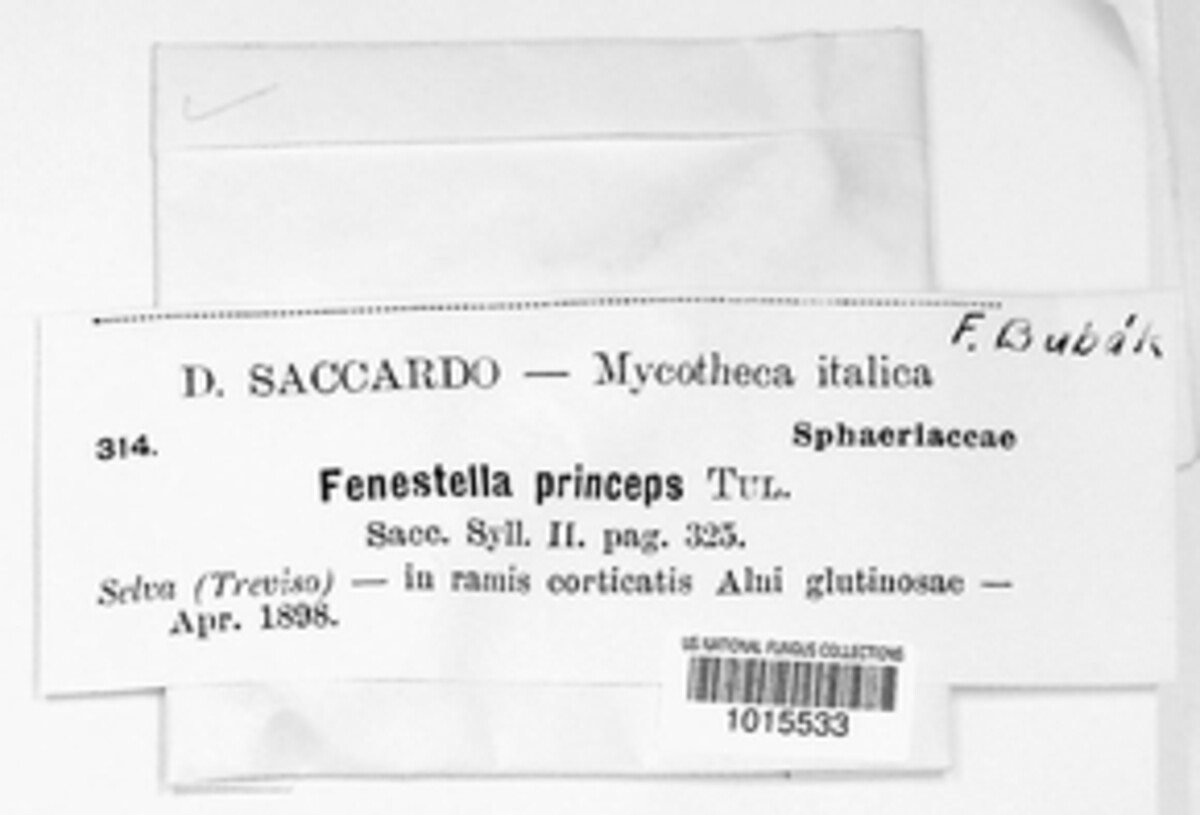 F. Bubák
D. SACCARDO — Mycotheca italica
314.
Sphaeriaceae
Fenestella princeps TUL.
Sacc. Syll. II. pag. 325.
Selva (Treviso) — in ramis corticatis Alni glutinosae —
Apr. 1898.
US NATIONAL FUNGUS COLLECTIONS
1015533